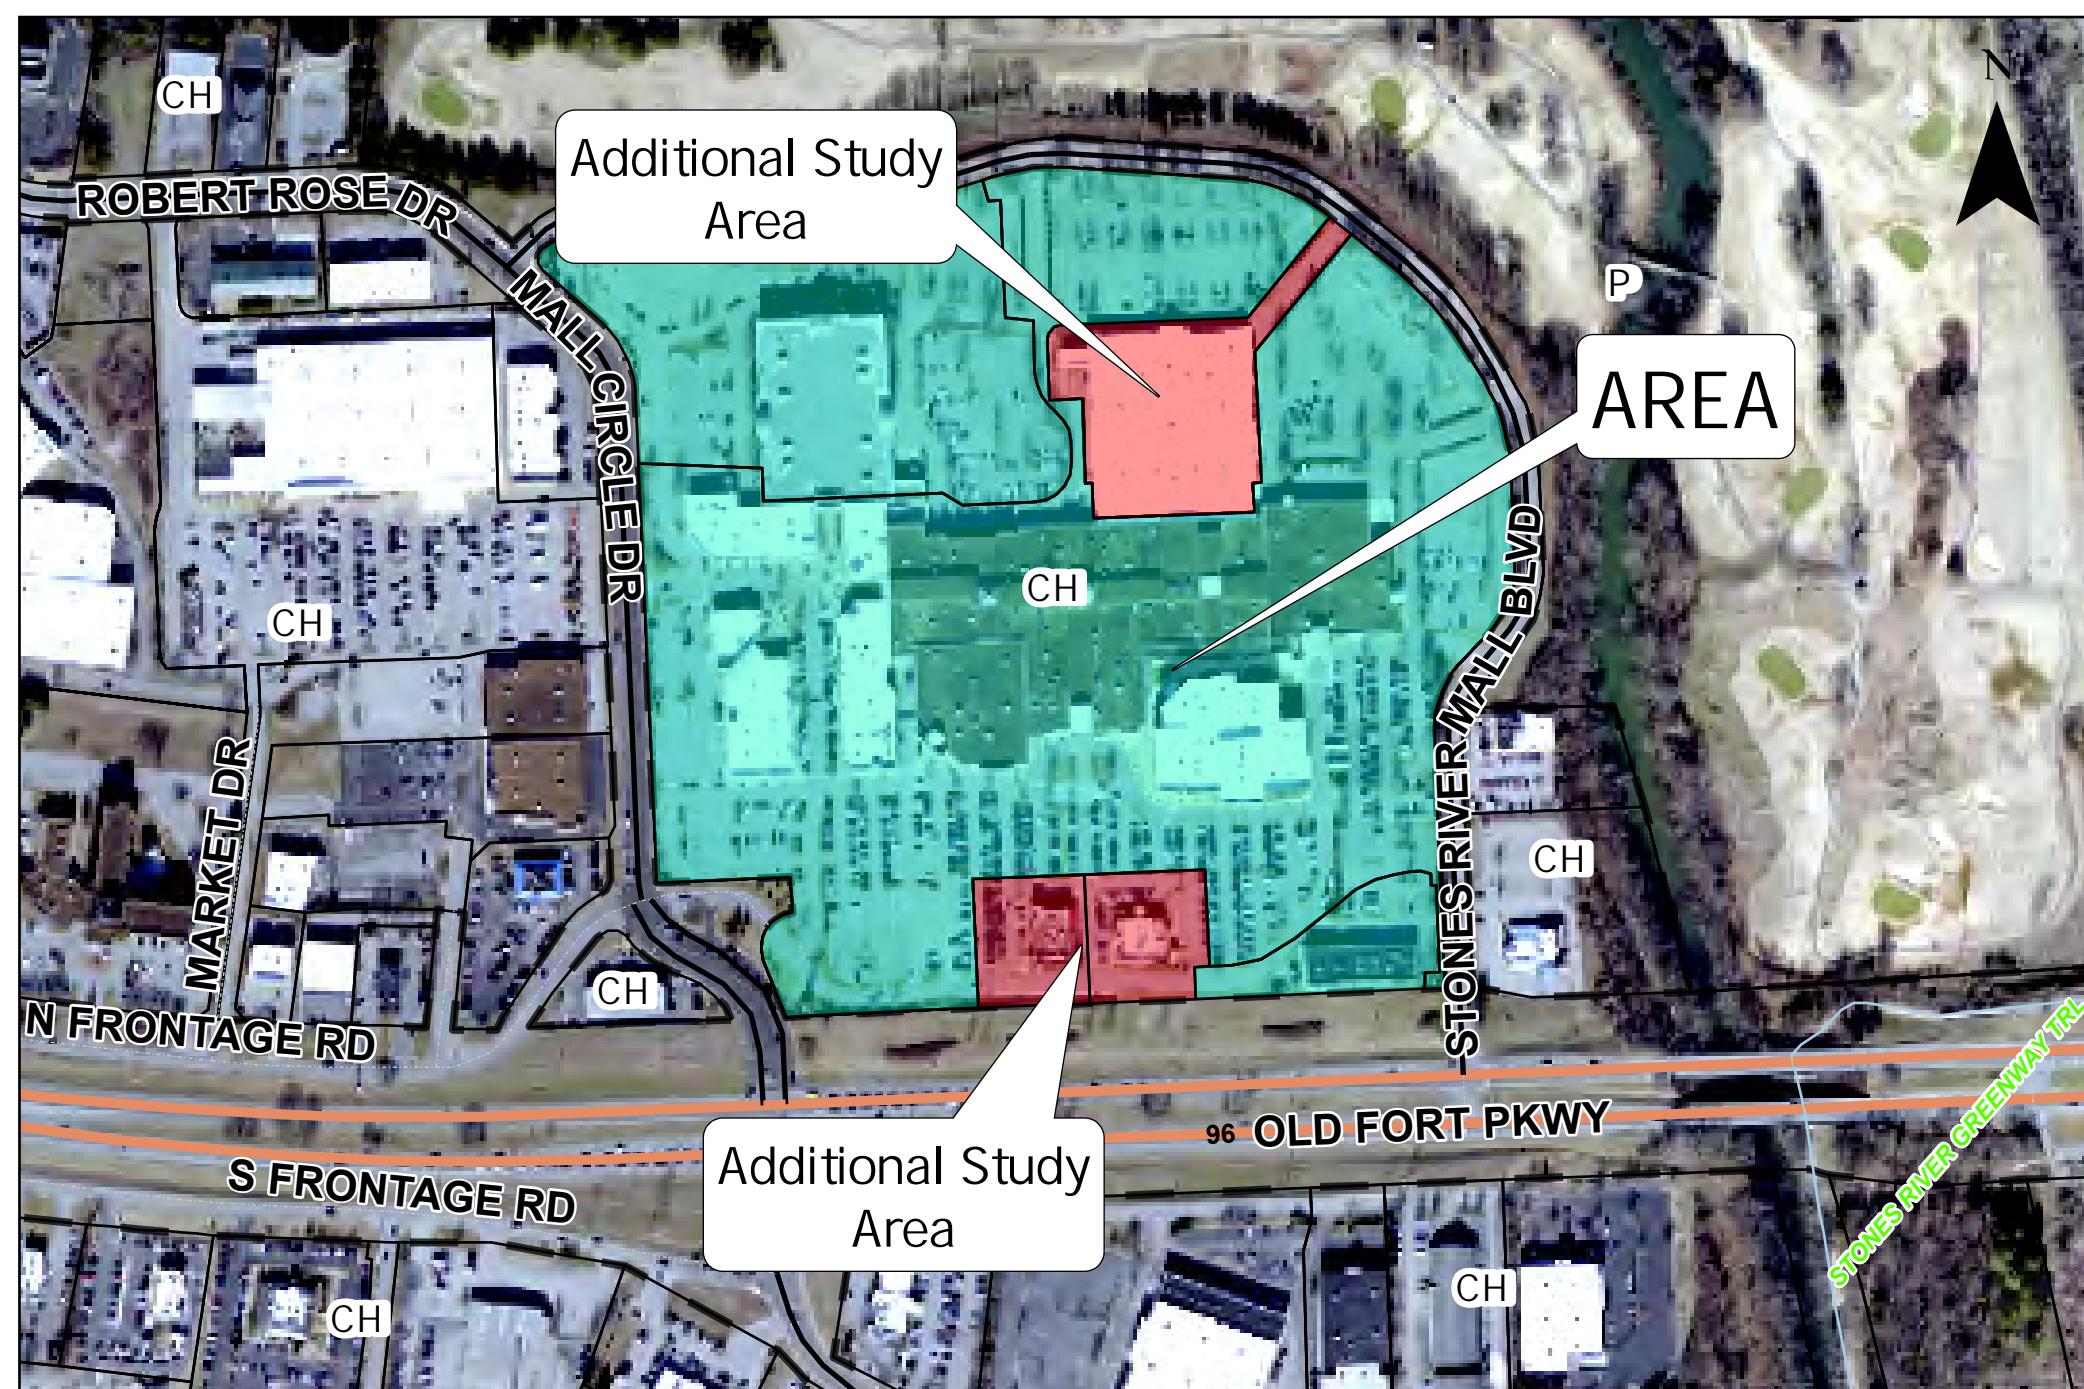 CH
N
Additional Study
Area
ROBERT ROSE DR
P
MALL CIRCLE DR
AREA
CH
CH
STONES RIVER MALL BLVD
MARKET DR
CH
CH
N FRONTAGE RD
STONES RIVER GREENWAY TRL
96 OLD FORT PKWY
Additional Study
Area
S FRONTAGE RD
CH
CH